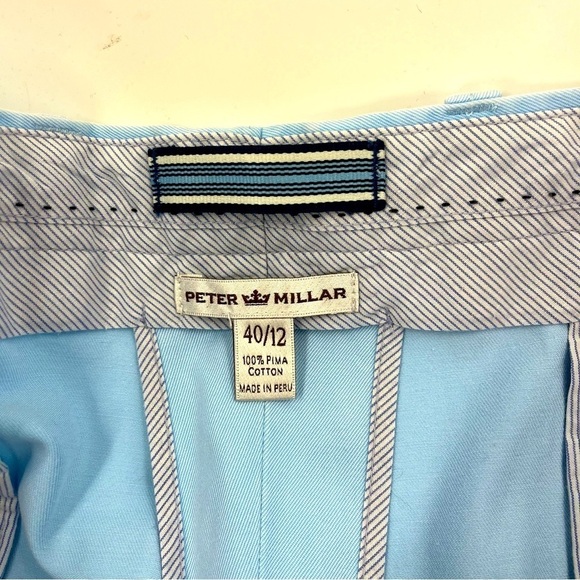 PETER MILLAR
40/12
100% PIMA
COTTON
MADE IN PERU